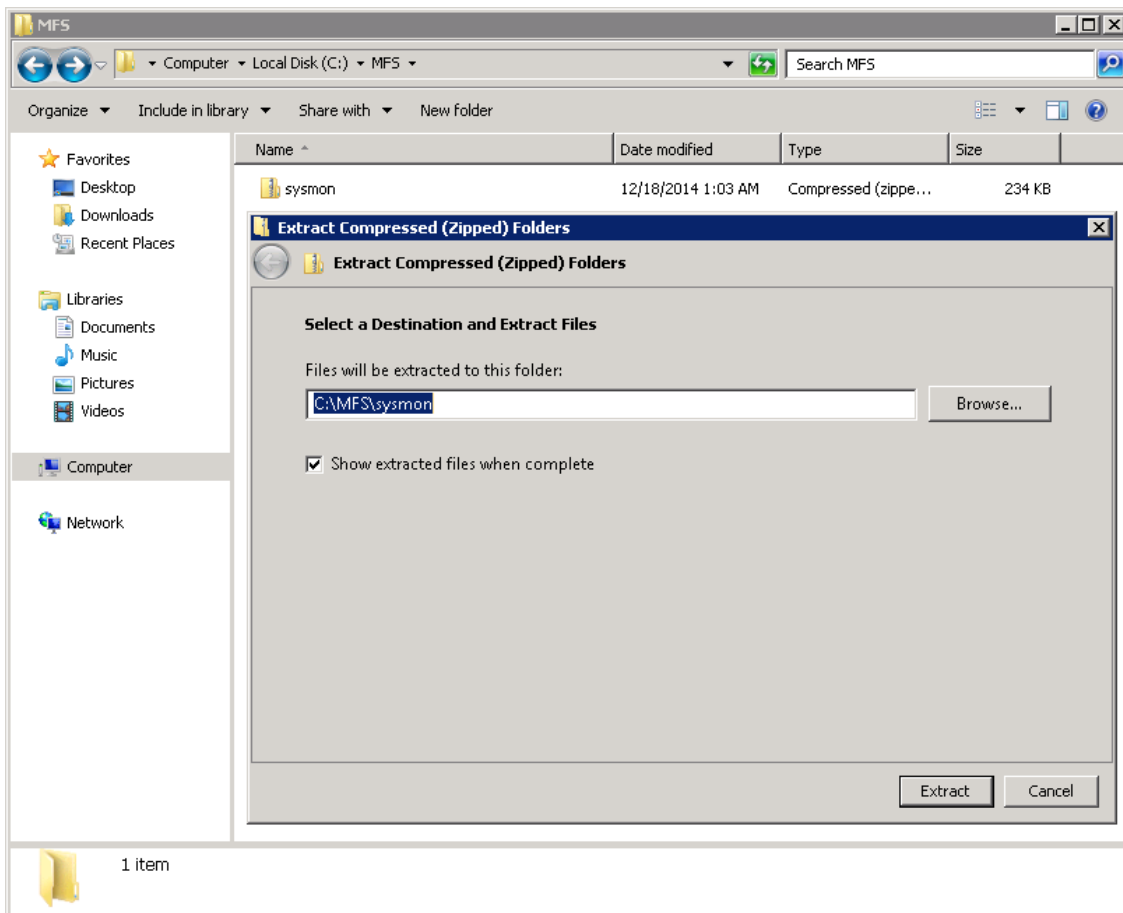 MFS
Computer Local Disk (C:) MFS
Search MFS
Organize Include in library Share with New folder
Name Date modified Type Size
sysmon 12/18/2014 1:03 AM Compressed (zippe... 234 KB
Favorites
Desktop
Downloads
Recent Places
Libraries
Documents
Music
Pictures
Videos
Computer
Network
Extract Compressed (Zipped) Folders
Extract Compressed (Zipped) Folders
Select a Destination and Extract Files
Files will be extracted to this folder:
C:\MFS\sysmon
Browse...
Show extracted files when complete
Extract Cancel
1 item